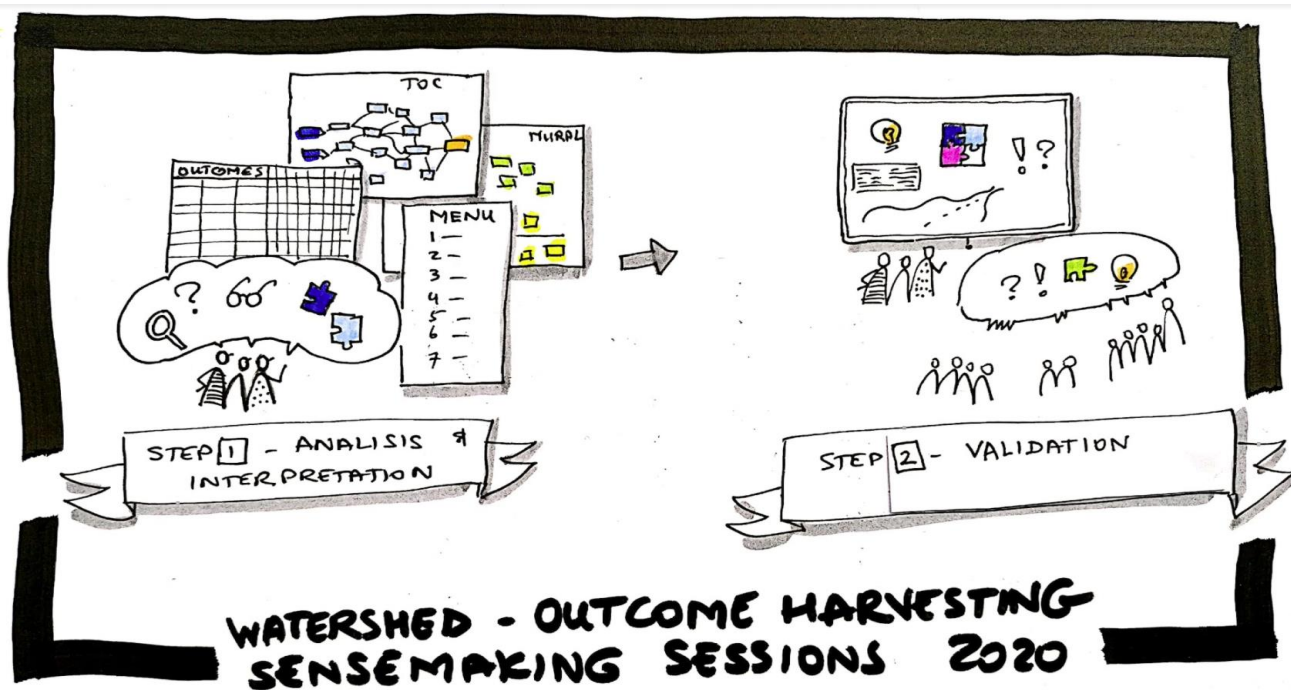 TOC
MURAL
OUTOMES
MENU
1 —
2 —
3 —
4 —
5 —
6 —
7 —
?
! ?
? !
STEP 1 - ANALISIS &
INTERPRETATION
STEP 2 - VALIDATION
WATERSHED - OUTCOME HARVESTING
SENSEMAKING SESSIONS 2020